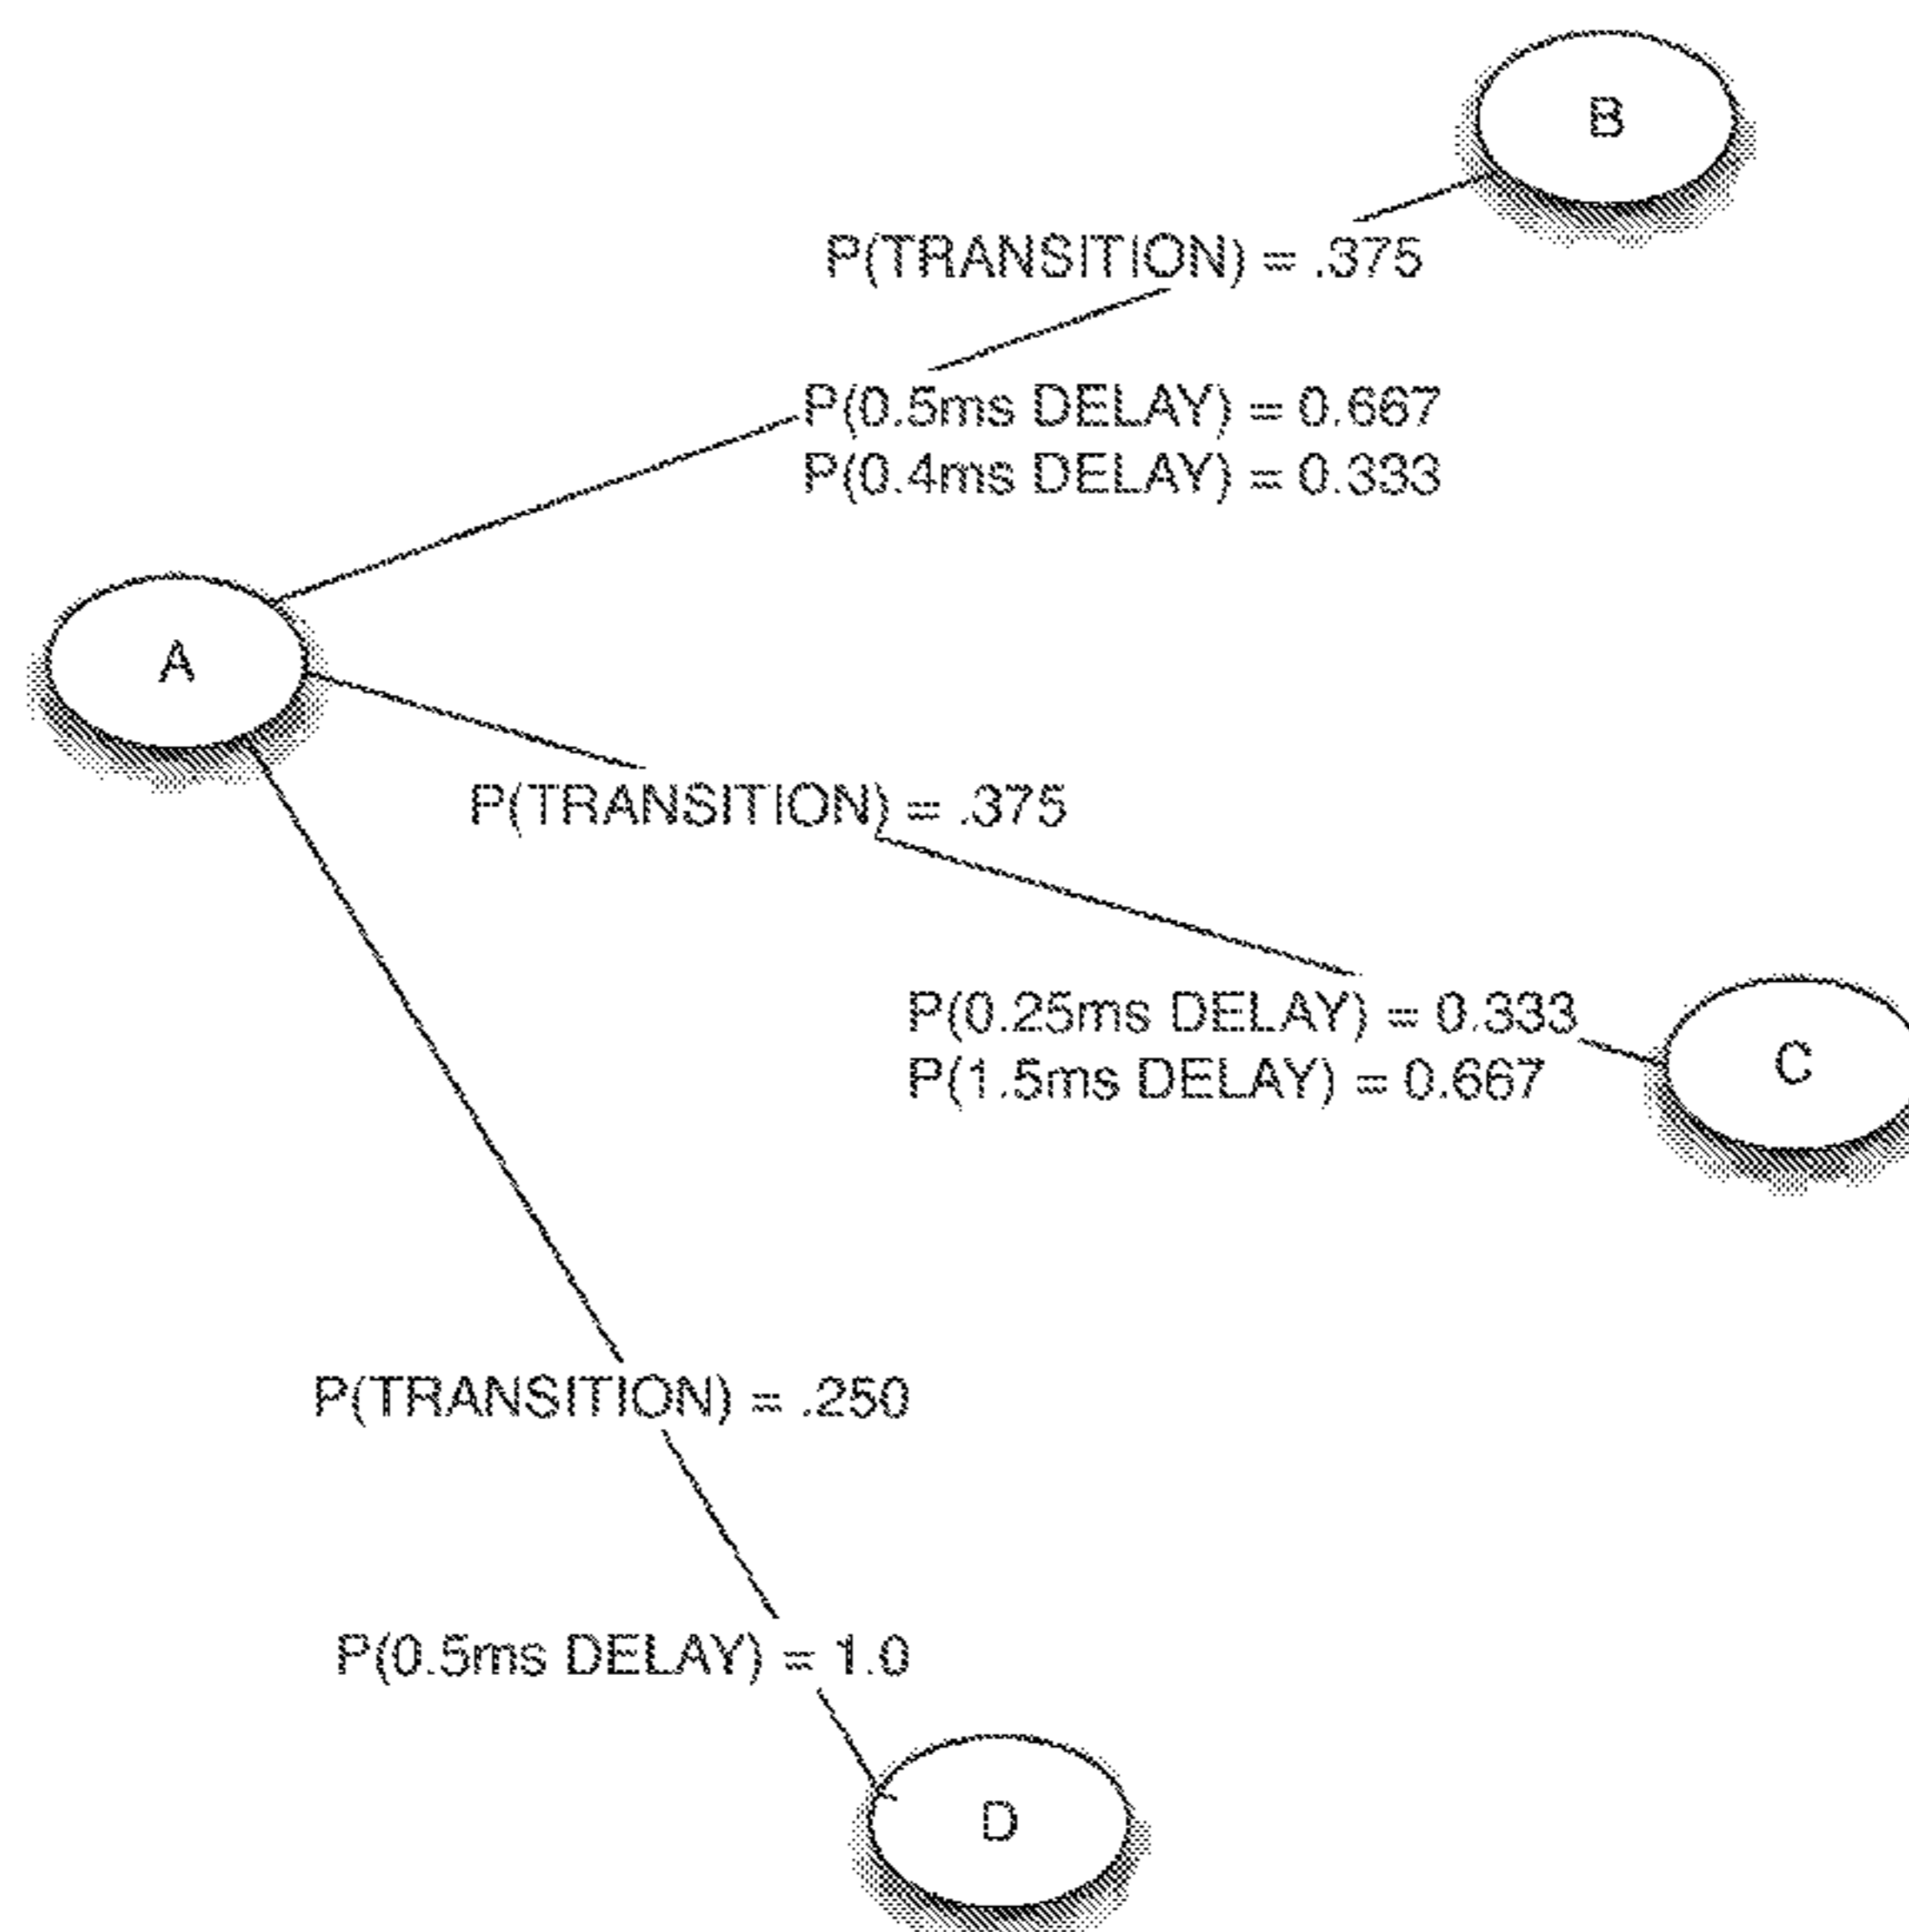 B
P(TRANSITION) = .375
P(0.5ms DELAY) = 0.667
P(0.4ms DELAY) = 0.333
A
P(TRANSITION) = .375
P(0.25ms DELAY) = 0.333
P(1.5ms DELAY) = 0.667
C
P(TRANSITION) = .250
P(0.5ms DELAY) = 1.0
D